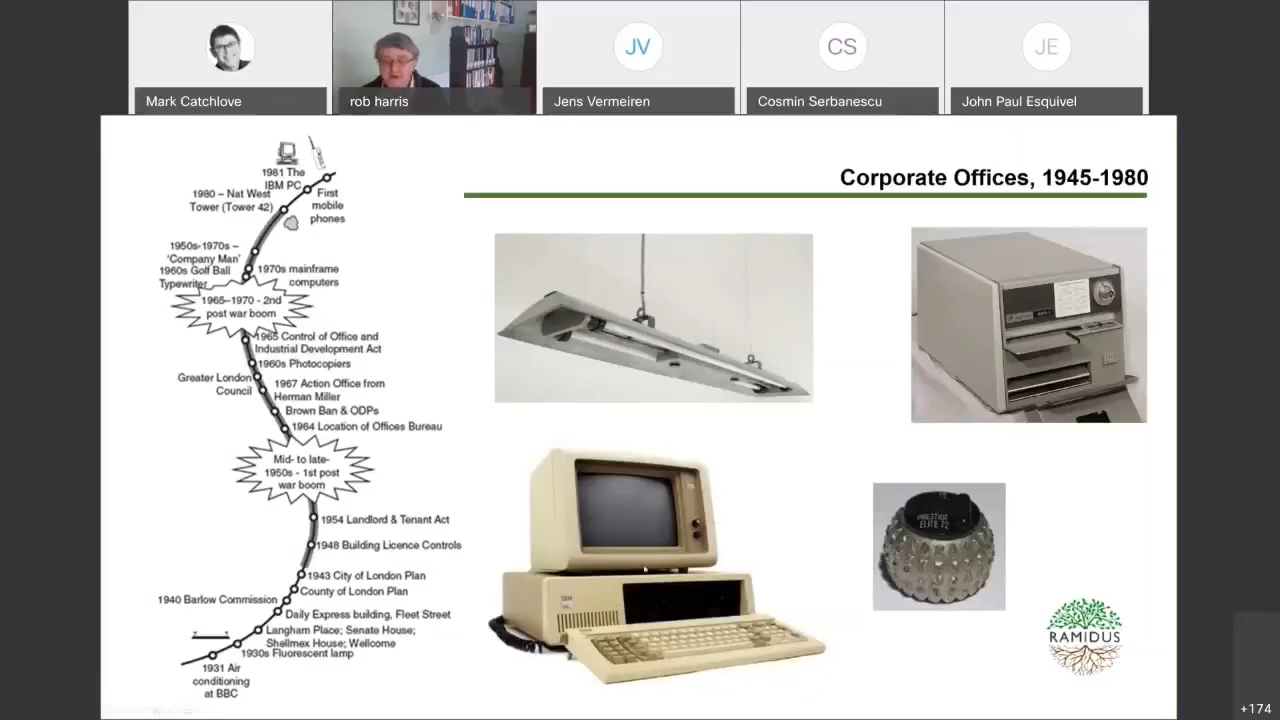 JV
CS
JE
Mark Catchlove
rob harris
Jens Vermeiren
Cosmin Serbanescu
John Paul Esquivel
Corporate Offices, 1945-1980
1981 The
IBM PC
First
mobile
phones
1980 – Nat West
Tower (Tower 42)
1950s-1970s –
'Company Man'
1960s Golf Ball
Typewriter
1970s mainframe
computers
1965–1970 - 2nd
post war boom
1965 Control of Office and
Industrial Development Act
1960s Photocopiers
Greater London
Council
1967 Action Office from
Herman Miller
Brown Ban & ODPs
1964 Location of Offices Bureau
Mid- to late-
1950s - 1st post
war boom
1954 Landlord & Tenant Act
1948 Building Licence Controls
1943 City of London Plan
County of London Plan
1940 Barlow Commission
Daily Express building, Fleet Street
Langham Place; Senate House;
Shellmex House; Wellcome
1930s Fluorescent lamp
1931 Air
conditioning
at BBC
IBM
PRESTIGE
ELITE 72
RAMIDUS
+174